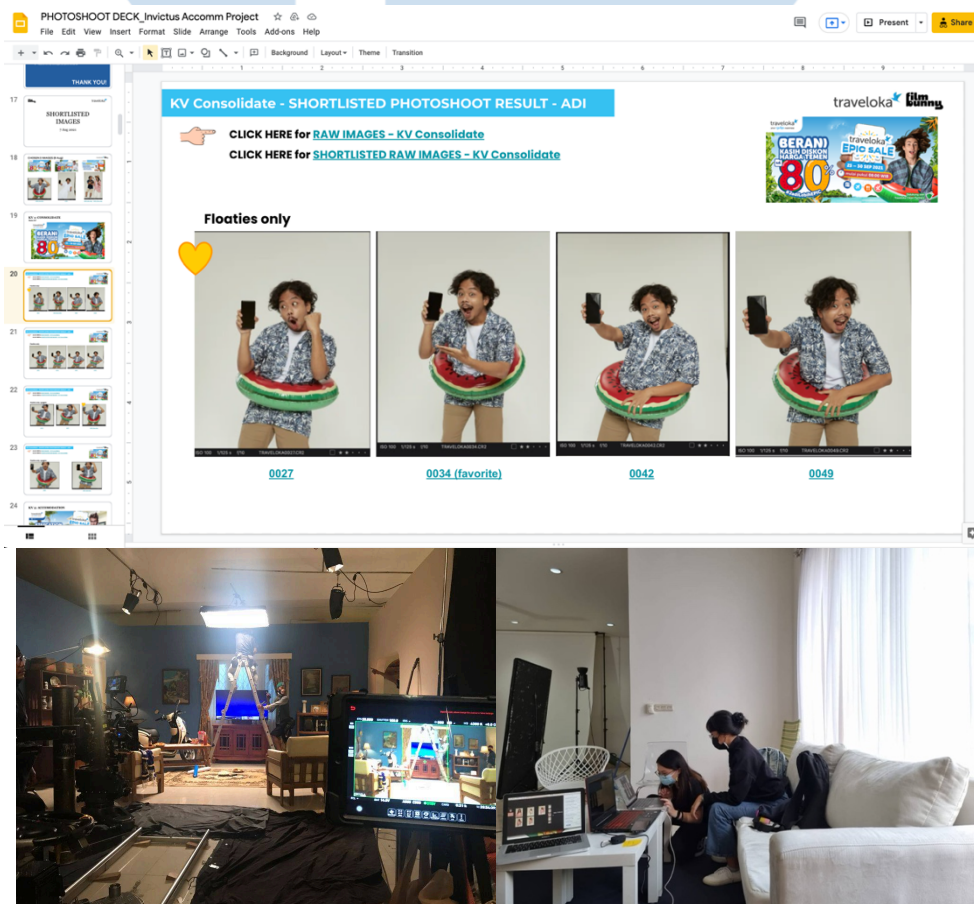 PHOTOSHOOT DECK_Invictus Accomm Project
File Edit View Insert Format Slide Arrange Tools Add-ons Help
Present
Share
Background Layout Theme Transition
THANK YOU!
17
SHORTLISTED
IMAGES
18
19
20
21
22
23
24
KV Consolidate - SHORTLISTED PHOTOSHOOT RESULT - ADI
traveloka
film
bunny
CLICK HERE for RAW IMAGES - KV Consolidate
CLICK HERE for SHORTLISTED RAW IMAGES - KV Consolidate
traveloka
BERANI
KASIH DISKON
HARGA TEMEN
80%
traveloka
EPIC SALE
Floaties only
0027
0034 (favorite)
0042
0049